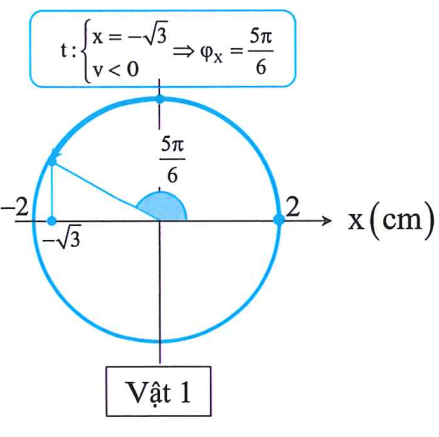 t: { x = −√3
v < 0 ⇒ φₓ = 5π/6
5π/6
−2
2
x(cm)
−√3
Vật 1